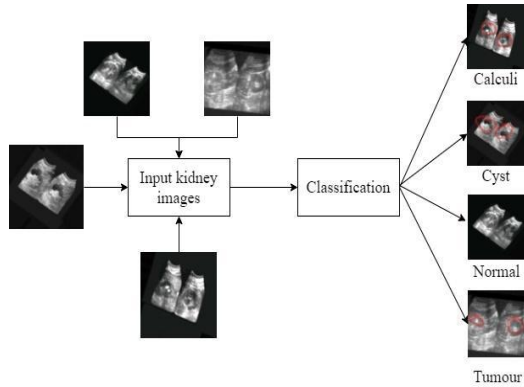 Input kidney
images
Classification
Calculi
Cyst
Normal
Tumour